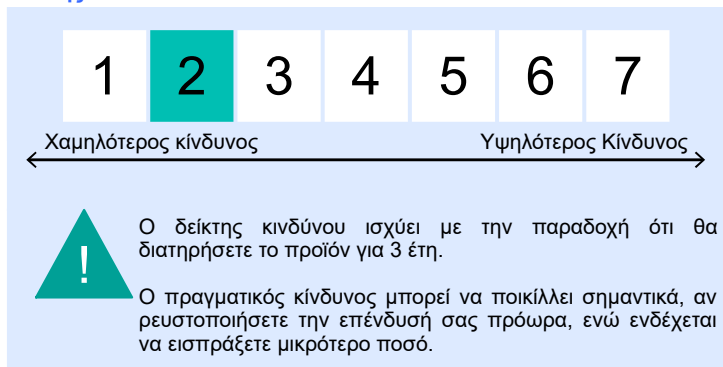 1 2 3 4 5 6 7
Χαμηλότερος κίνδυνος Υψηλότερος Κίνδυνος
! Ο δείκτης κινδύνου ισχύει με την παραδοχή ότι θα
διατηρήσετε το προϊόν για 3 έτη.
Ο πραγματικός κίνδυνος μπορεί να ποικίλλει σημαντικά, αν
ρευστοποιήσετε την επένδυσή σας πρόωρα, ενώ ενδέχεται
να εισπράξετε μικρότερο ποσό.